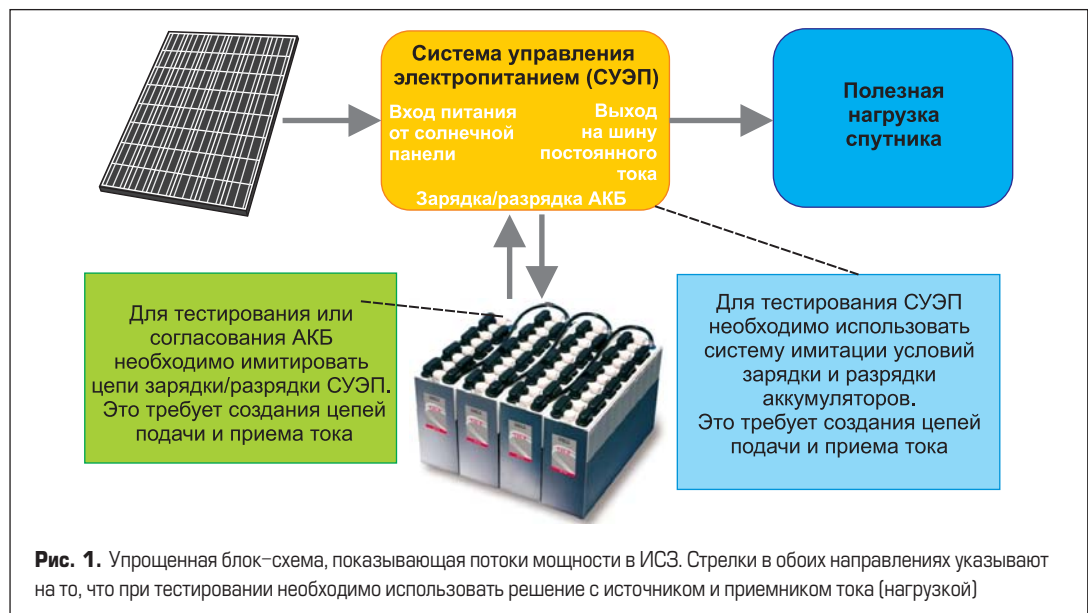 Система управления
электропитанием (СУЭП)
Вход питания
от солнечной
панели
Выход
на шину
постоянного
тока
Зарядка/разрядка АКБ
Полезная
нагрузка
спутника
Для тестирования или
согласования АКБ
необходимо имитировать
цепи зарядки/разрядки СУЭП.
Это требует создания цепей
подачи и приема тока
Для тестирования СУЭП
необходимо использовать
систему имитации условий
зарядки и разрядки
аккумуляторов.
Это требует создания цепей
подачи и приема тока
Рис. 1. Упрощенная блок-схема, показывающая потоки мощности в ИСЗ. Стрелки в обоих направлениях указывают
на то, что при тестировании необходимо использовать решение с источником и приемником тока (нагрузкой)